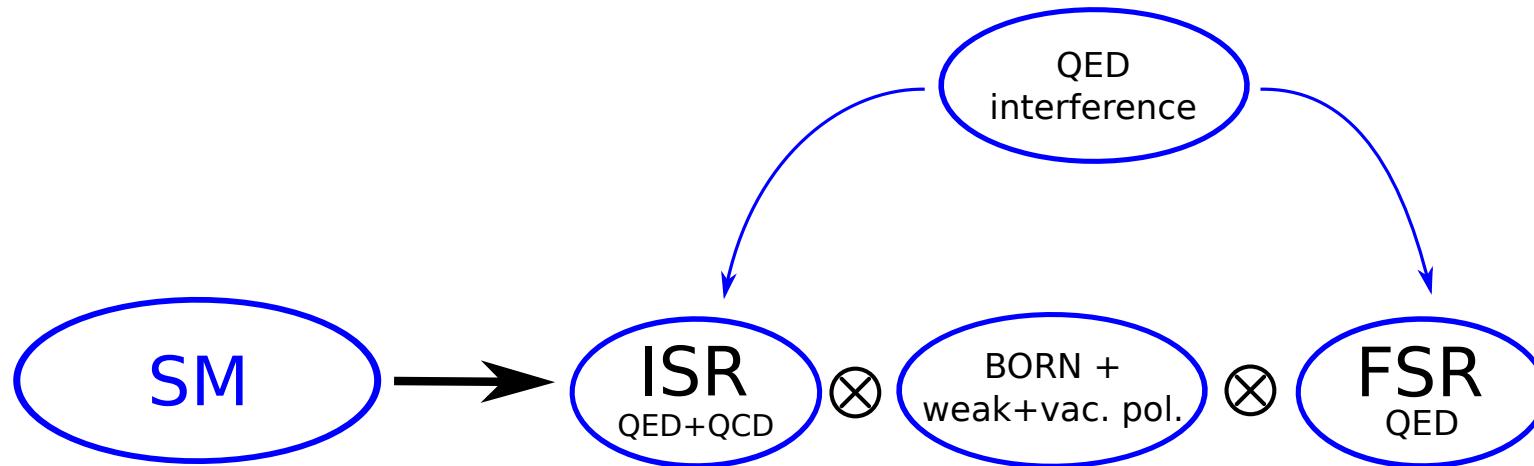 QED
interference
SM
ISR
QED+QCD
BORN +
weak+vac. pol.
FSR
QED